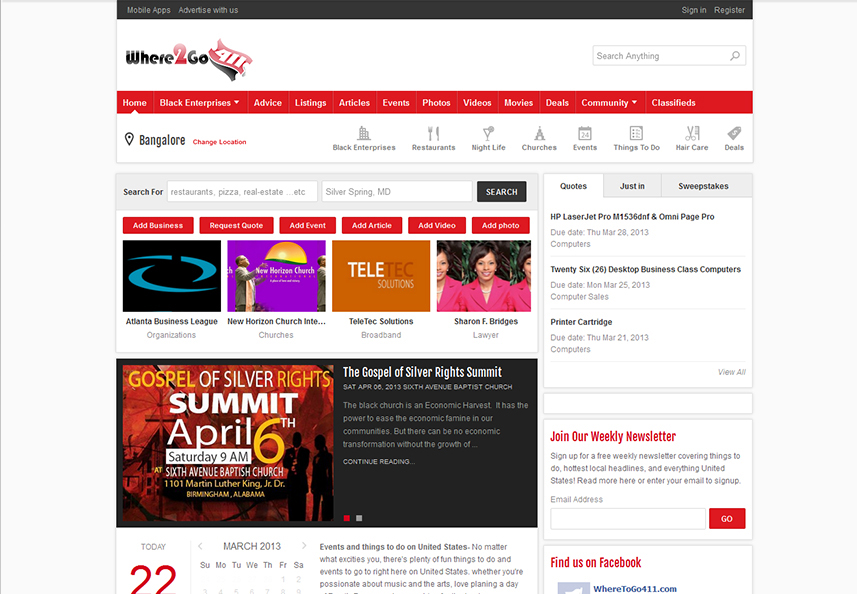 Mobile Apps Advertise with us
Sign in Register
Where2Go 411
Search Anything
Home Black Enterprises Advice Listings Articles Events Photos Videos Movies Deals Community Classifieds
Bangalore Change Location
Black Enterprises Restaurants Night Life Churches Events Things To Do Hair Care Deals
24
Search For restaurants, pizza, real-estate ...etc Silver Spring, MD SEARCH
Add Business Request Quote Add Event Add Article Add Video Add photo
New Horizon Church
TELETEC
SOLUTIONS
Atlanta Business League New Horizon Church Inte... TeleTec Solutions Sharon F. Bridges
Organizations Churches Broadband Lawyer
GOSPEL OF SILVER RIGHTS
SUMMIT
April 6TH
Saturday 9 AM
AT SIXTH AVENUE BAPTISH CHURCH
1101 Martin Luther King, Jr. Dr.
BIRMINGHAM, ALABAMA
The Gospel of Silver Rights Summit
SAT APR 06, 2013 SIXTH AVENUE BAPTIST CHURCH
The black church is an Economic Harvest. It has the
power to ease the economic famine in our
communities. But there can be no economic
transformation without the growth of ...
CONTINUE READING...
TODAY
22
MARCH 2013
Su Mo Tu We Th Fr Sa
1 2
3 4 5 6 7 8 9
Events and things to do on United States- No matter
what excities you, there's plenty of fun things to do and
events to go to right here on United States. whether you're
possionate about music and the arts, love planing a day
Quotes Just in Sweepstakes
HP LaserJet Pro M1536dnf & Omni Page Pro
Due date: Thu Mar 28, 2013
Computers
Twenty Six (26) Desktop Business Class Computers
Due date: Mon Mar 25, 2013
Computer Sales
Printer Cartridge
Due date: Thu Mar 21, 2013
Computers
View All
Join Our Weekly Newsletter
Sign up for a free weekly newsletter covering things to
do, hottest local headlines, and everything United
States! Read more here or enter your email to signup.
Email Address
GO
Find us on Facebook
WhereToGo411.com